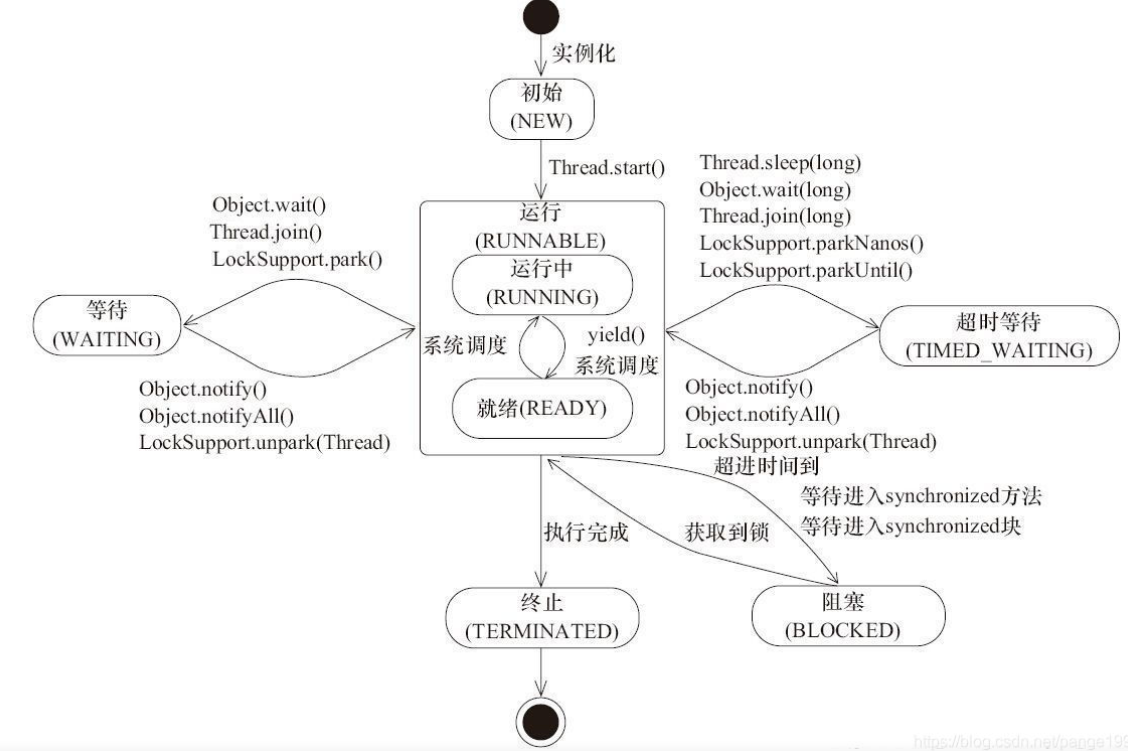 实例化
初始
(NEW)
Thread.start()
Object.wait()
Thread.join()
LockSupport.park()
Thread.sleep(long)
Object.wait(long)
Thread.join(long)
LockSupport.parkNanos()
LockSupport.parkUntil()
运行
(RUNNABLE)
运行中
(RUNNING)
等待
(WAITING)
超时等待
(TIMED_WAITING)
系统调度
yield()
系统调度
就绪(READY)
Object.notify()
Object.notifyAll()
LockSupport.unpark(Thread)
Object.notify()
Object.notifyAll()
LockSupport.unpark(Thread)
超进时间到
等待进入synchronized方法
等待进入synchronized块
执行完成
获取到锁
终止
(TERMINATED)
阻塞
(BLOCKED)
https://blog.csdn.net/pange199